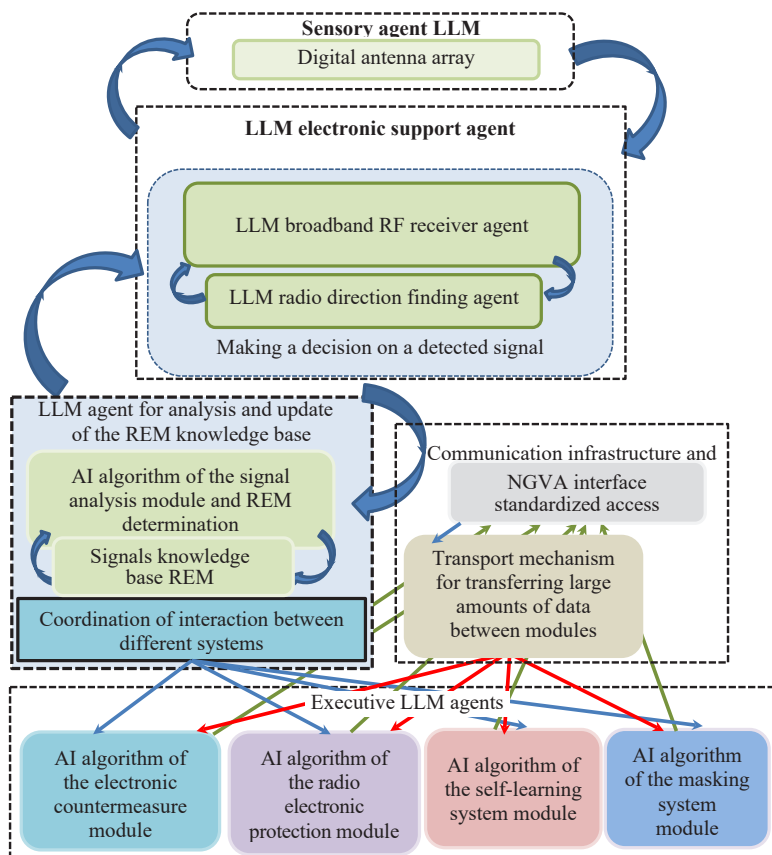 Sensory agent LLM
Digital antenna array
LLM electronic support agent
LLM broadband RF receiver agent
LLM radio direction finding agent
Making a decision on a detected signal
LLM agent for analysis and update
of the REM knowledge base
AI algorithm of the signal
analysis module and REM
determination
Signals knowledge
base REM
Coordination of interaction between
different systems
Communication infrastructure and
NGVA interface
standardized access
Transport mechanism
for transferring large
amounts of data
between modules
Executive LLM agents
AI algorithm of
the electronic
countermeasure
module
AI algorithm of
the radio
electronic
protection module
AI algorithm of
the self-learning
system module
AI algorithm
of the masking
system
module